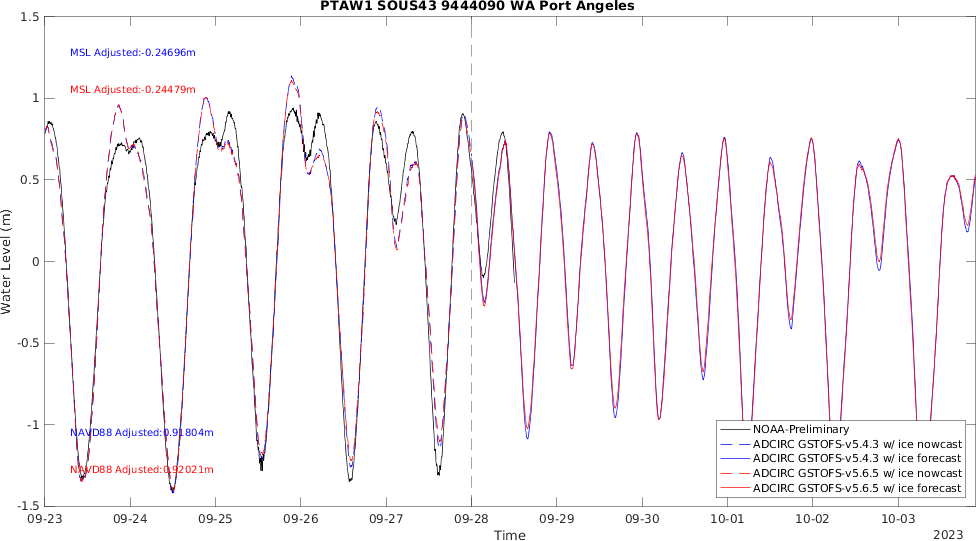 PTAW1 SOUS43 9444090 WA Port Angeles
1.5
1
0.5
0
-0.5
-1
-1.5
Water Level (m)
MSL Adjusted:-0.24696m
MSL Adjusted:-0.24479m
NAVD88 Adjusted:0.91804m
NAVD88 Adjusted:0.92021m
NOAA-Preliminary
ADCIRC GSTOFS-v5.4.3 w/ ice nowcast
ADCIRC GSTOFS-v5.4.3 w/ ice forecast
ADCIRC GSTOFS-v5.6.5 w/ ice nowcast
ADCIRC GSTOFS-v5.6.5 w/ ice forecast
09-23 09-24 09-25 09-26 09-27 09-28 09-29 09-30 10-01 10-02 10-03
Time
2023